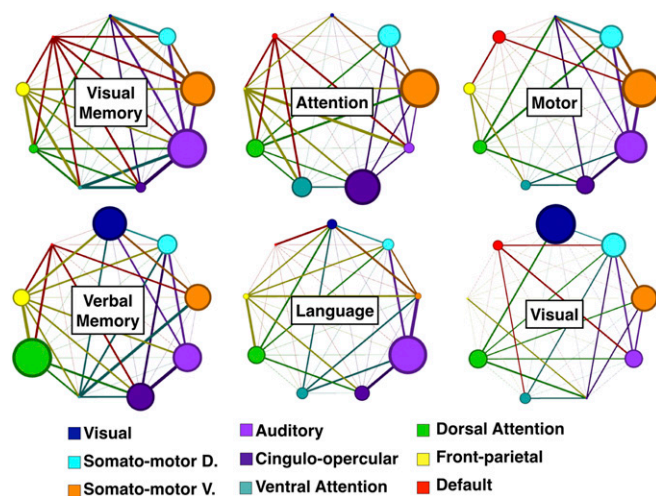 Visual
Memory
Attention
Motor
Verbal
Memory
Language
Visual
Visual
Somato-motor D.
Somato-motor V.
Auditory
Cingulo-opercular
Ventral Attention
Dorsal Attention
Front-parietal
Default